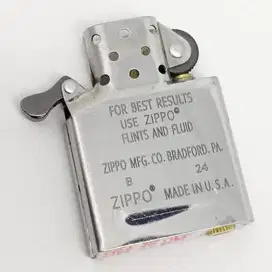 FOR BEST RESULTS
USE ZIPPO®
FLINTS AND FLUID
ZIPPO MFG. CO. BRADFORD, PA.
B 24
ZIPPO® MADE IN U.S.A.